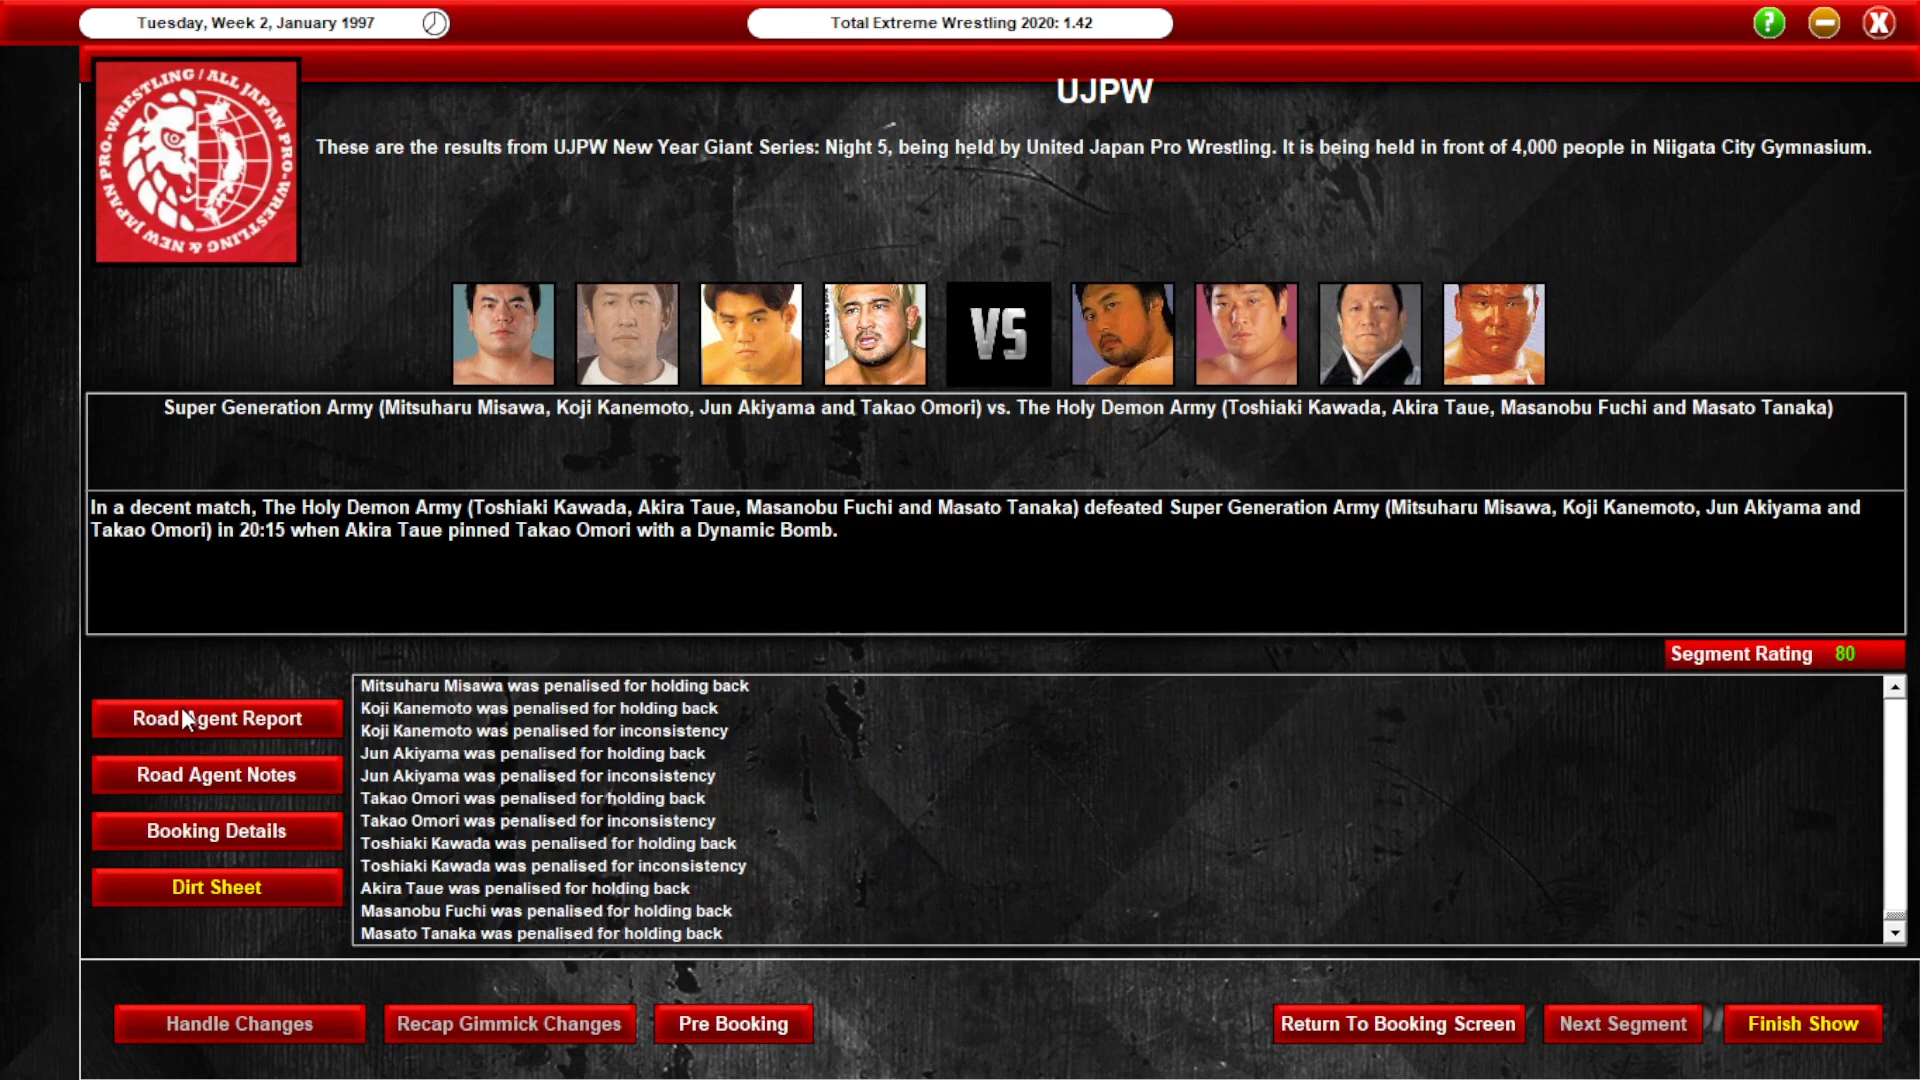 Tuesday, Week 2, January 1997
Total Extreme Wrestling 2020: 1.42
?
X
ALL JAPAN PRO-WRESTLING / NEW JAPAN PRO-WRESTLING &
UJPW
These are the results from UJPW New Year Giant Series: Night 5, being held by United Japan Pro Wrestling. It is being held in front of 4,000 people in Niigata City Gymnasium.
VS
Super Generation Army (Mitsuharu Misawa, Koji Kanemoto, Jun Akiyama and Takao Omori) vs. The Holy Demon Army (Toshiaki Kawada, Akira Taue, Masanobu Fuchi and Masato Tanaka)
In a decent match, The Holy Demon Army (Toshiaki Kawada, Akira Taue, Masanobu Fuchi and Masato Tanaka) defeated Super Generation Army (Mitsuharu Misawa, Koji Kanemoto, Jun Akiyama and
Takao Omori) in 20:15 when Akira Taue pinned Takao Omori with a Dynamic Bomb.
Segment Rating 80
Mitsuharu Misawa was penalised for holding back
Koji Kanemoto was penalised for holding back
Koji Kanemoto was penalised for inconsistency
Jun Akiyama was penalised for holding back
Jun Akiyama was penalised for inconsistency
Takao Omori was penalised for holding back
Takao Omori was penalised for inconsistency
Toshiaki Kawada was penalised for holding back
Toshiaki Kawada was penalised for inconsistency
Akira Taue was penalised for holding back
Masanobu Fuchi was penalised for holding back
Masato Tanaka was penalised for holding back
Road Agent Report
Road Agent Notes
Booking Details
Dirt Sheet
Handle Changes
Recap Gimmick Changes
Pre Booking
Return To Booking Screen
Next Segment
Finish Show